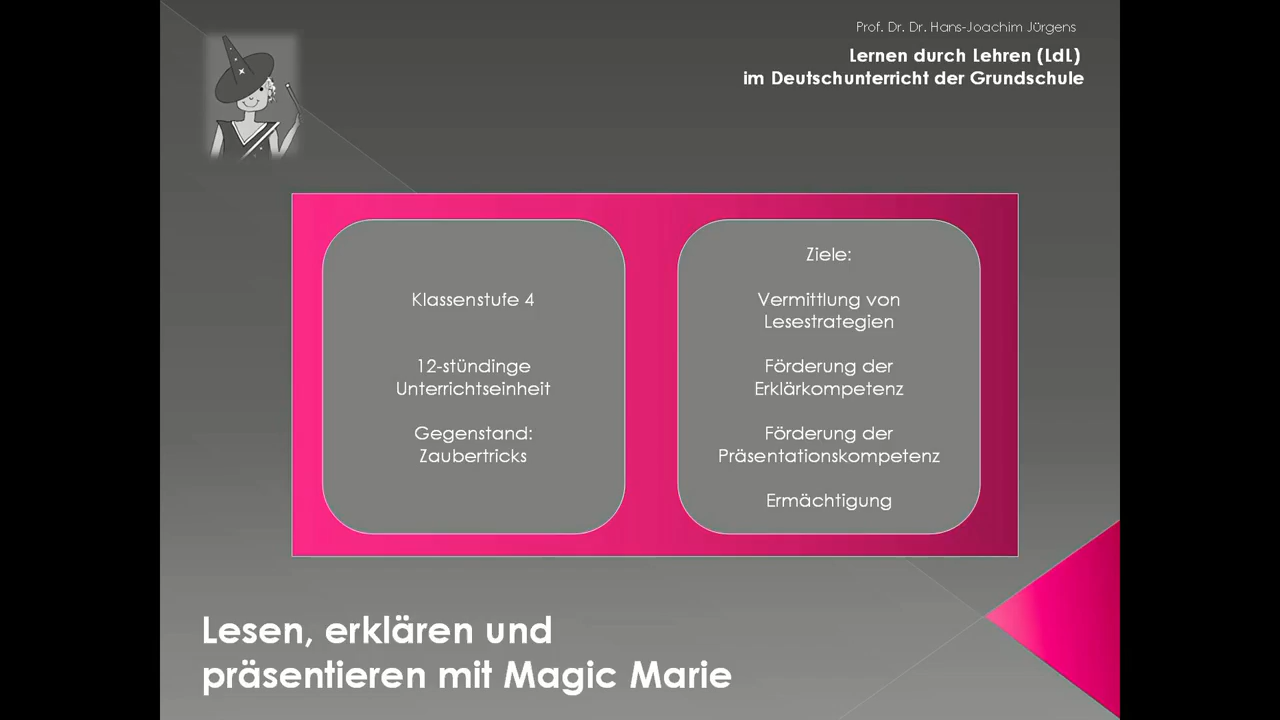 Prof. Dr. Dr. Hans-Joachim Jürgens
Lernen durch Lehren (LdL)
im Deutschunterricht der Grundschule
Klassenstufe 4
12-stündinge
Unterrichtseinheit
Gegenstand:
Zaubertricks
Ziele:
Vermittlung von
Lesestrategien
Förderung der
Erklärkompetenz
Förderung der
Präsentationskompetenz
Ermächtigung
Lesen, erklären und
präsentieren mit Magic Marie